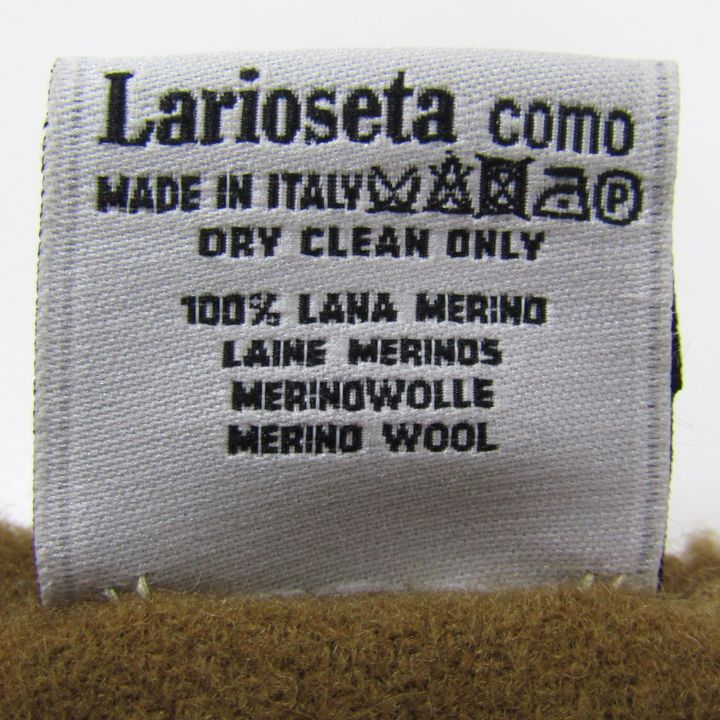 Larioseta como
MADE IN ITALY P
DRY CLEAN ONLY
100% LANA MERINO
LAINE MERINOS
MERINOWOLLE
MERINO WOOL